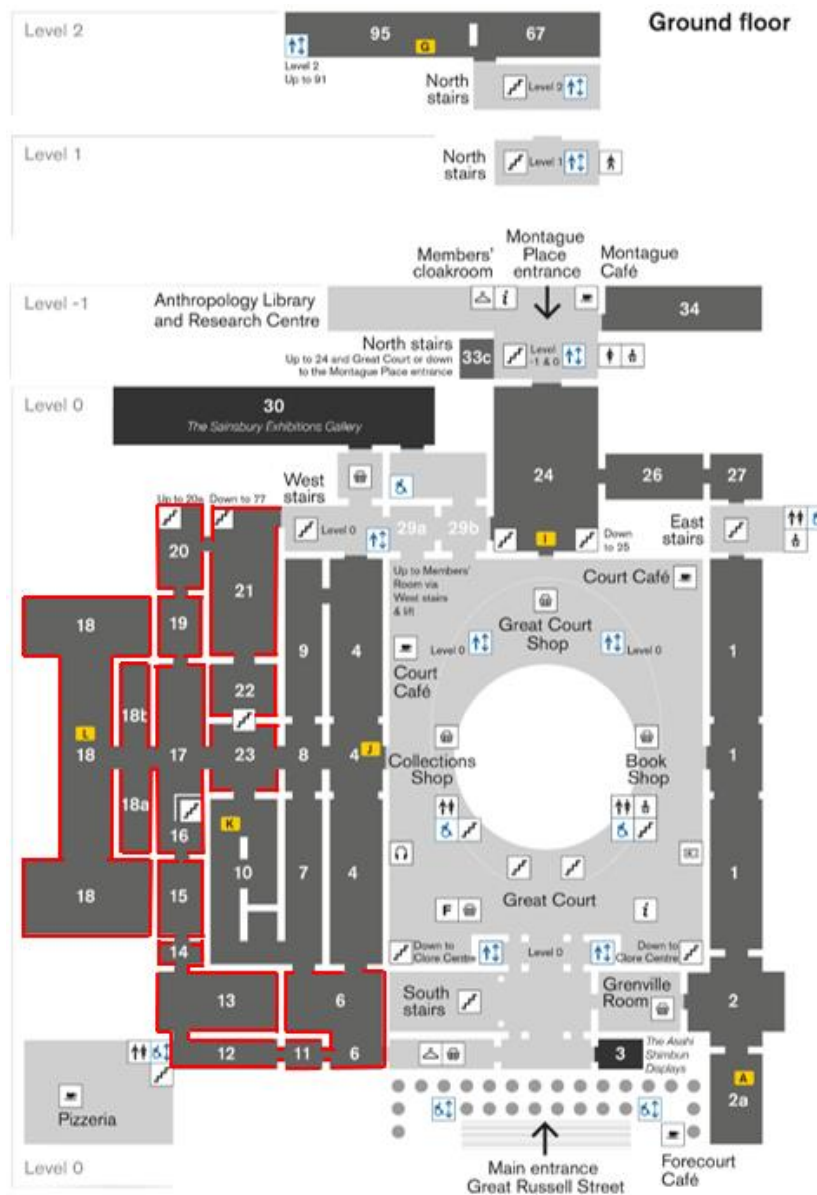 Ground floor
Level 2
95
67
G
Level 2
Up to 91
North
stairs
Level 2
Level 1
North
stairs
Level 1
Members'
cloakroom
Montague
Place
entrance
Montague
Café
Level -1
Anthropology Library
and Research Centre
i
34
North stairs
Up to 24 and Great Court or down
to the Montague Place entrance
33c
Level
-1 & 0
Level 0
30
The Sainsbury Exhibitions Gallery
24
26
27
West
stairs
Level 0
29a
29b
I
Down
to 25
East
stairs
Up to 20a
Down to 77
20
21
Up to Members'
Room via
West stairs
& lift
Court Café
Great Court
Shop
18
19
9
4
Level 0
Level 0
1
Court
Café
22
18b
L
18
17
23
8
4
J
Collections
Shop
Book
Shop
1
18a
16
K
10
7
4
1
18
15
F
Great Court
i
14
Down to
Clore Centre
Level 0
Down to
Clore Centre
13
6
South
stairs
Grenville
Room
2
12
11
6
3
The Asahi
Shimbun
Displays
A
2a
Pizzeria
Level 0
Main entrance
Great Russell Street
Forecourt
Café